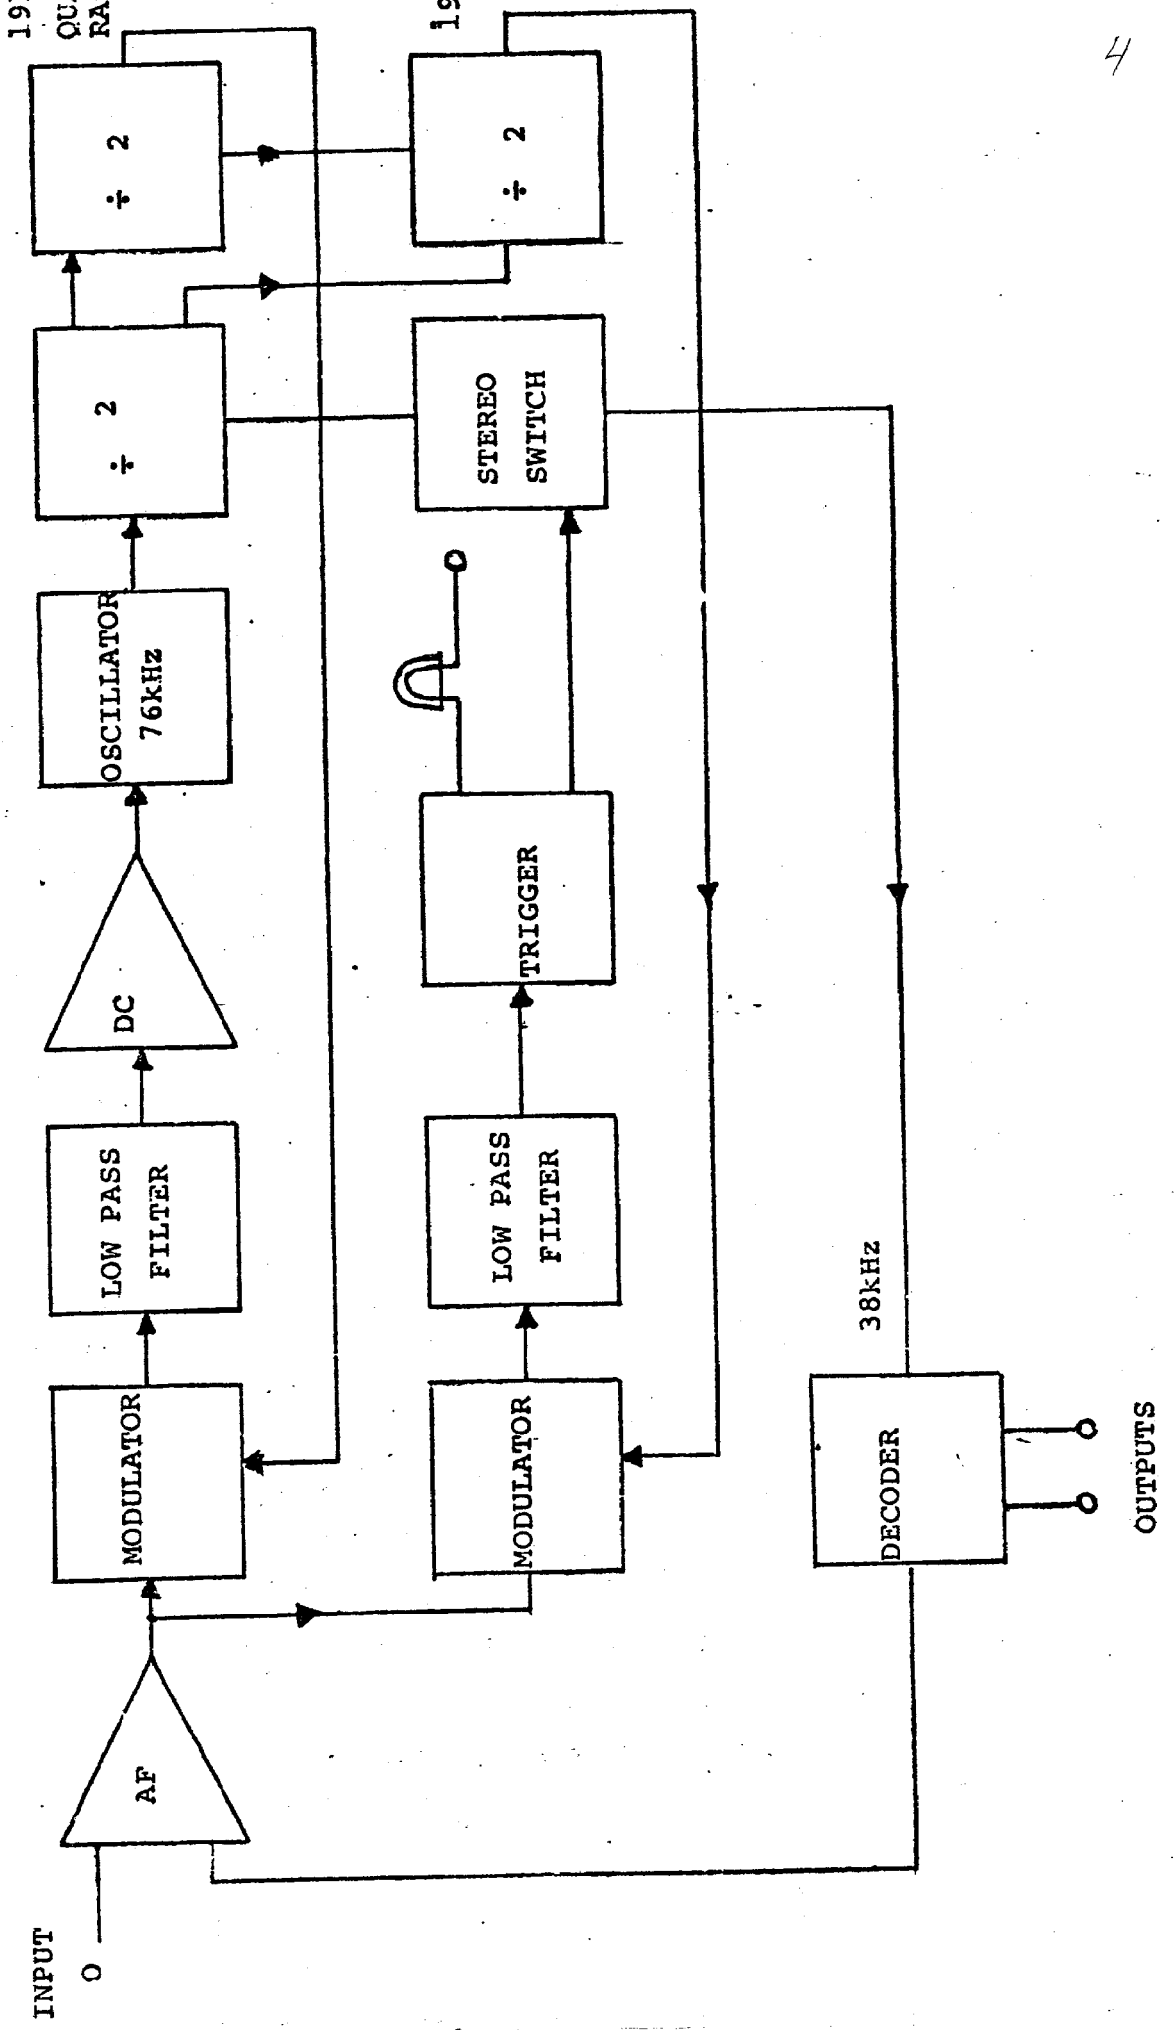 INPUT
AF
MODULATOR
LOW PASS
FILTER
DC
OSCILLATOR
76kHz
÷ 2
÷ 2
MODULATOR
LOW PASS
FILTER
TRIGGER
STEREO
SWITCH
÷ 2
DECODER
38kHz
OUTPUTS
4